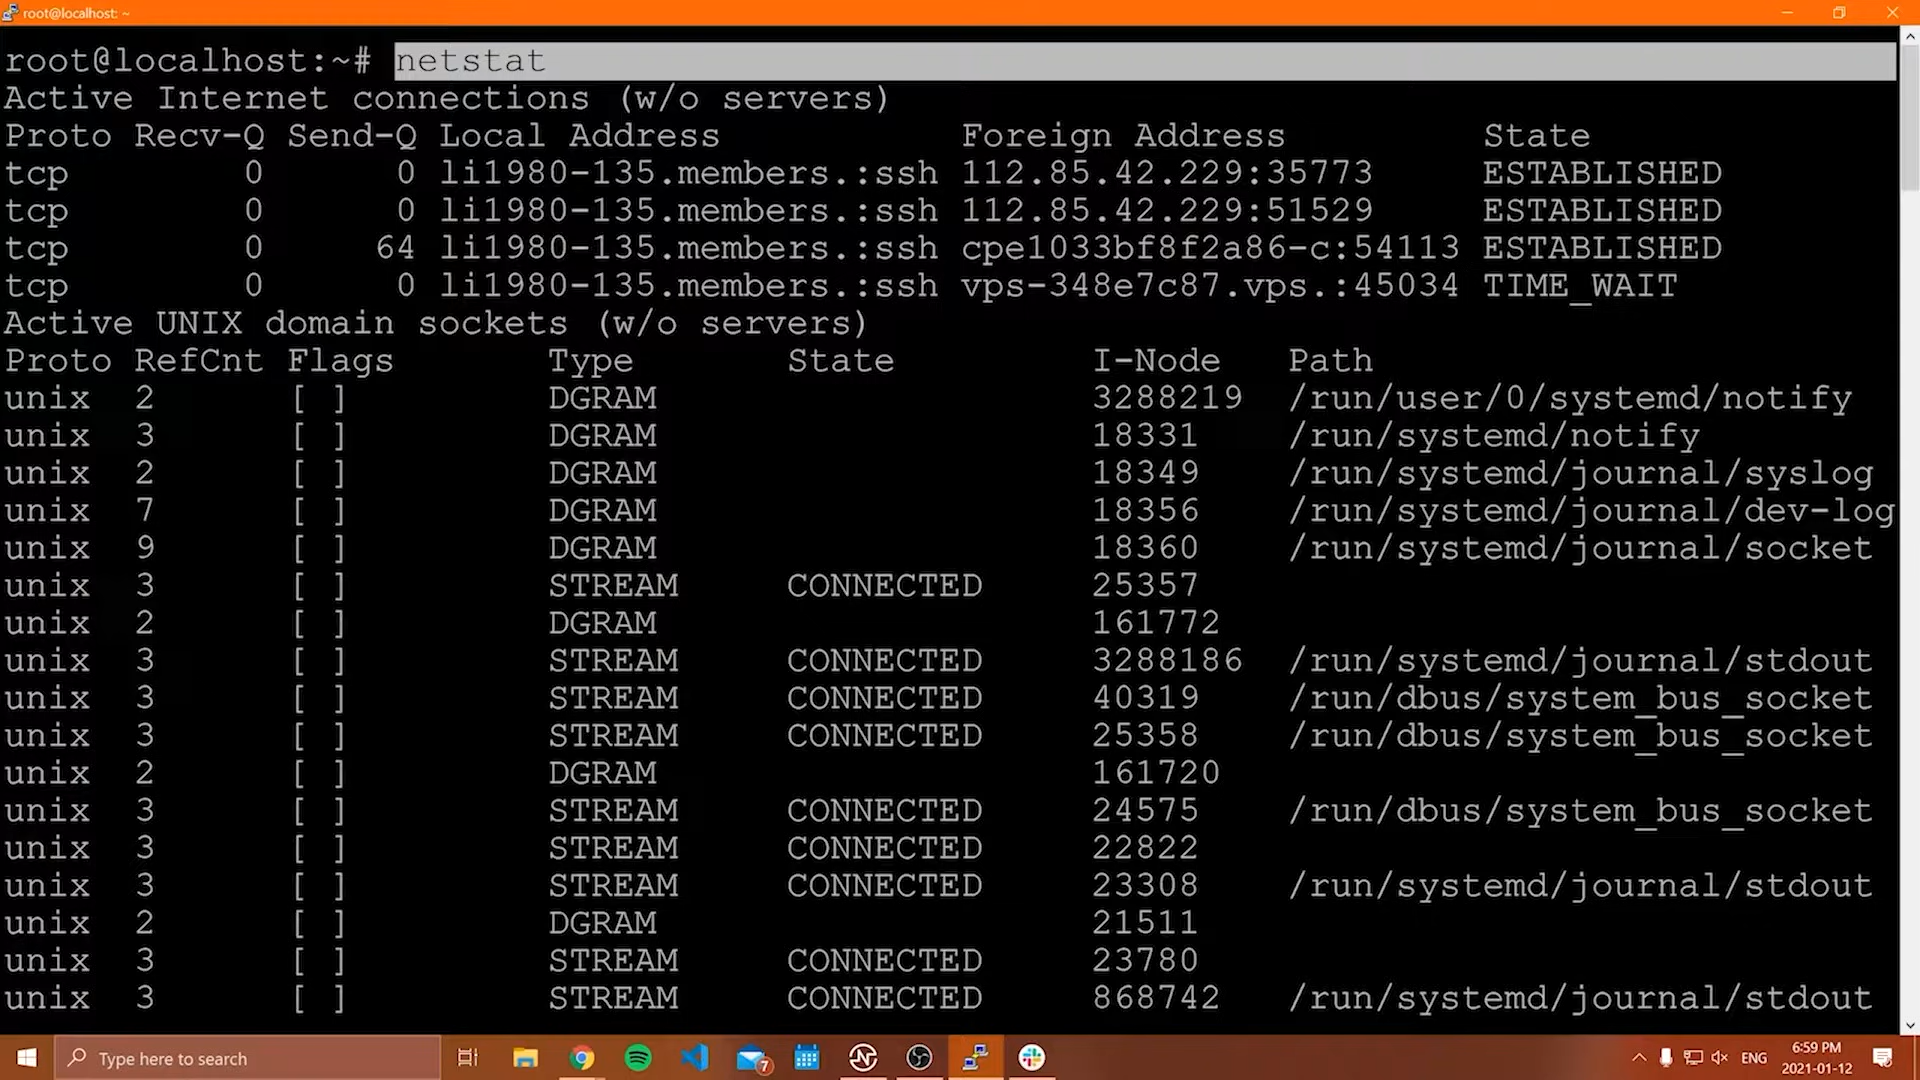 root@localhost: ~
root@localhost:~# netstat
Active Internet connections (w/o servers)
Proto Recv-Q Send-Q Local Address Foreign Address State
tcp 0 0 li1980-135.members.:ssh 112.85.42.229:35773 ESTABLISHED
tcp 0 0 li1980-135.members.:ssh 112.85.42.229:51529 ESTABLISHED
tcp 0 64 li1980-135.members.:ssh cpe1033bf8f2a86-c:54113 ESTABLISHED
tcp 0 0 li1980-135.members.:ssh vps-348e7c87.vps.:45034 TIME_WAIT
Active UNIX domain sockets (w/o servers)
Proto RefCnt Flags Type State I-Node Path
unix 2 [ ] DGRAM 3288219 /run/user/0/systemd/notify
unix 3 [ ] DGRAM 18331 /run/systemd/notify
unix 2 [ ] DGRAM 18349 /run/systemd/journal/syslog
unix 7 [ ] DGRAM 18356 /run/systemd/journal/dev-log
unix 9 [ ] DGRAM 18360 /run/systemd/journal/socket
unix 3 [ ] STREAM CONNECTED 25357
unix 2 [ ] DGRAM 161772
unix 3 [ ] STREAM CONNECTED 3288186 /run/systemd/journal/stdout
unix 3 [ ] STREAM CONNECTED 40319 /run/dbus/system_bus_socket
unix 3 [ ] STREAM CONNECTED 25358 /run/dbus/system_bus_socket
unix 2 [ ] DGRAM 161720
unix 3 [ ] STREAM CONNECTED 24575 /run/dbus/system_bus_socket
unix 3 [ ] STREAM CONNECTED 22822
unix 3 [ ] STREAM CONNECTED 23308 /run/systemd/journal/stdout
unix 2 [ ] DGRAM 21511
unix 3 [ ] STREAM CONNECTED 23780
unix 3 [ ] STREAM CONNECTED 868742 /run/systemd/journal/stdout
Type here to search
7
ENG
6:59 PM
2021-01-12